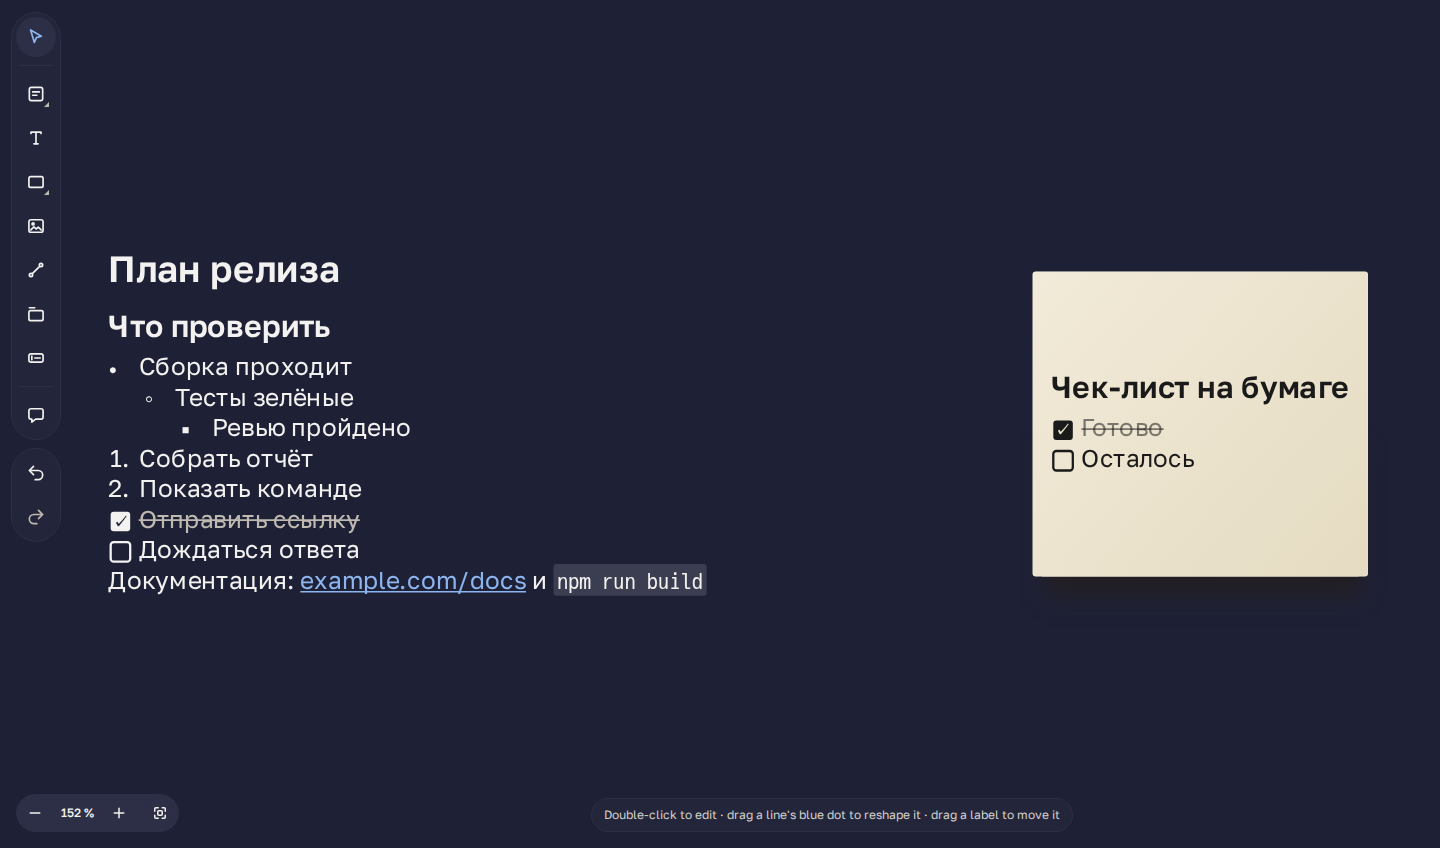 План релиза
Что проверить
• Сборка проходит
◦ Тесты зелёные
▪ Ревью пройдено
1. Собрать отчёт
2. Показать команде
Отправить ссылку
Дождаться ответа
Документация: example.com/docs и npm run build
Чек-лист на бумаге
Готово
Осталось
152 %
Double-click to edit · drag a line's blue dot to reshape it · drag a label to move it